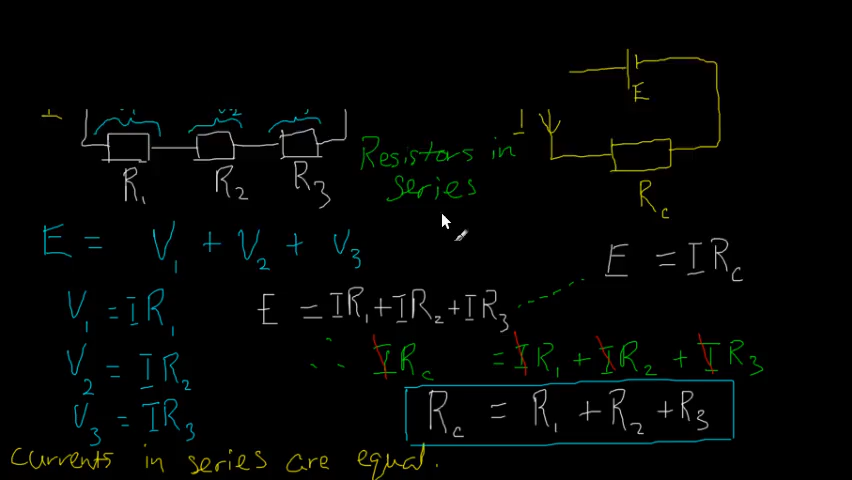 E
I
V2
I
Resistors in
series
R1
R2
R3
Rc
E = V1 + V2 + V3
E = IRc
V1 = IR1
E = IR1 + IR2 + IR3
V2 = IR2
∴ IRc = IR1 + IR2 + IR3
V3 = IR3
Rc = R1 + R2 + R3
Currents in series are equal.